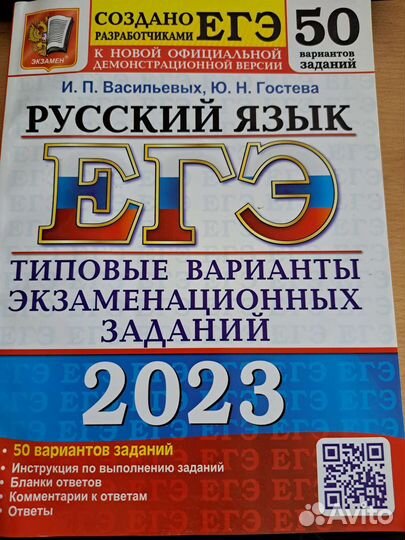 СОЗДАНО
РАЗРАБОТЧИКАМИ ЕГЭ
К НОВОЙ ОФИЦИАЛЬНОЙ
ДЕМОНСТРАЦИОННОЙ ВЕРСИИ
50
вариантов
заданий
ЭКЗАМЕН
И. П. Васильевых, Ю. Н. Гостева
РУССКИЙ ЯЗЫК
ЕГЭ
ТИПОВЫЕ ВАРИАНТЫ
ЭКЗАМЕНАЦИОННЫХ
ЗАДАНИЙ
2023
• 50 вариантов заданий
• Инструкция по выполнению заданий
• Бланки ответов
• Комментарии к ответам
• Ответы
Avito